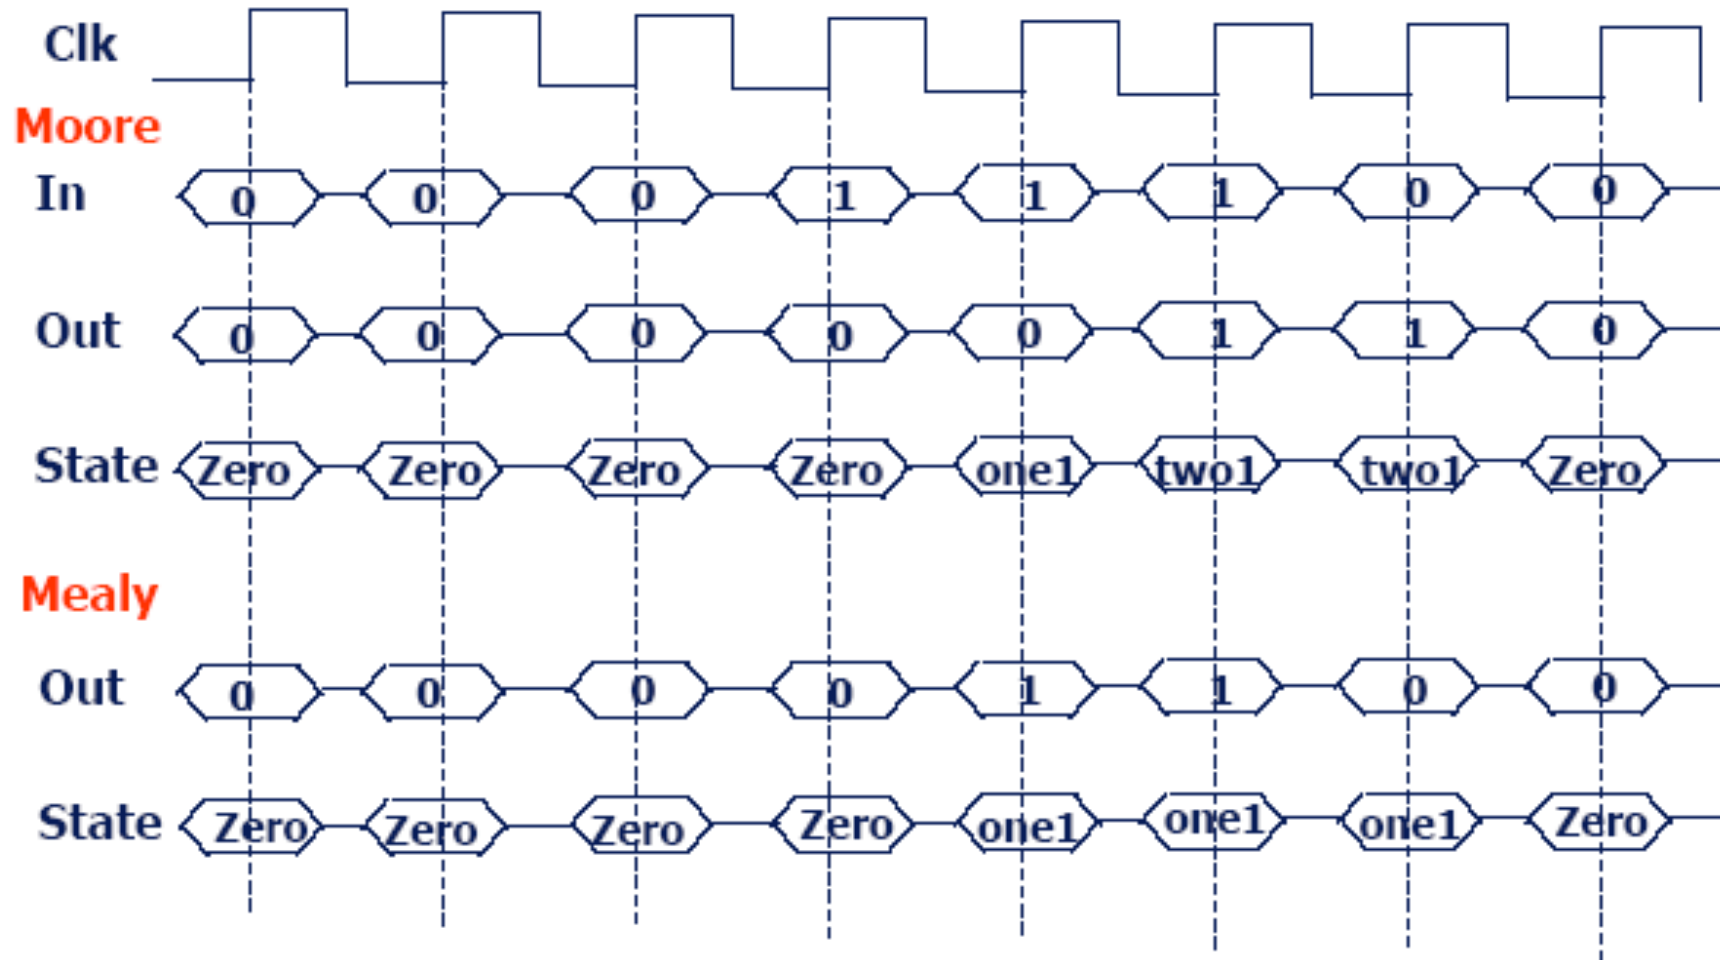 Clk
Moore
In 0 0 0 1 1 1 0 0
Out 0 0 0 0 0 1 1 0
State Zero Zero Zero Zero one1 two1 two1 Zero
Mealy
Out 0 0 0 0 1 1 0 0
State Zero Zero Zero Zero one1 one1 one1 Zero